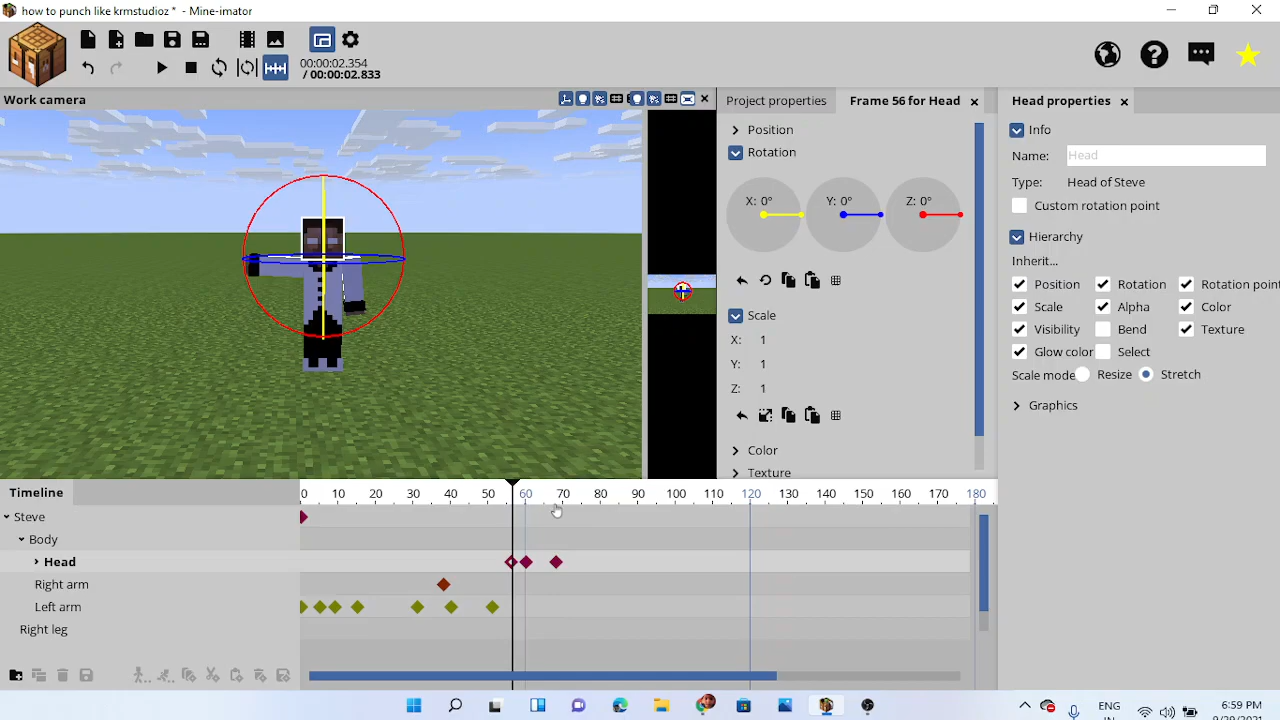 how to punch like krmstudioz * - Mine-imator
00:00:02.354
/ 00:00:02.833
Work camera
Project properties
Frame 56 for Head
Position
Rotation
X: 0°
Y: 0°
Z: 0°
Scale
X: 1
Y: 1
Z: 1
Color
Texture
Head properties
Info
Name: Head
Type: Head of Steve
Custom rotation point
Hierarchy
Inherit...
Position Rotation Rotation point
Scale Alpha Color
Visibility Bend Texture
Glow color Select
Scale mode Resize Stretch
Graphics
Timeline
0 10 20 30 40 50 60 70 80 90 100 110 120 130 140 150 160 170 180
Steve
Body
Head
Right arm
Left arm
Right leg
ENG
IN
6:59 PM